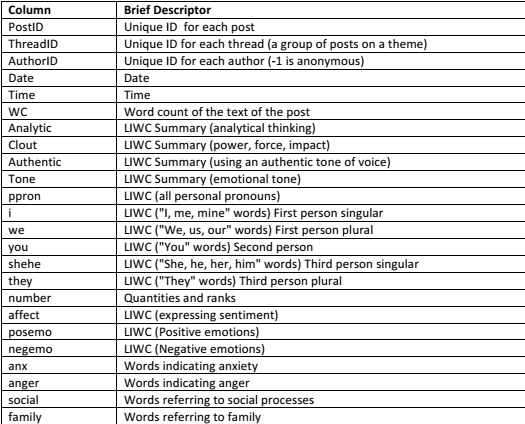 Column Brief Descriptor
PostID Unique ID for each post
ThreadID Unique ID for each thread (a group of posts on a theme)
AuthorID Unique ID for each author (-1 is anonymous)
Date Date
Time Time
WC Word count of the text of the post
Analytic LIWC Summary (analytical thinking)
Clout LIWC Summary (power, force, impact)
Authentic LIWC Summary (using an authentic tone of voice)
Tone LIWC Summary (emotional tone)
ppron LIWC (all personal pronouns)
i LIWC ("I, me, mine" words) First person singular
we LIWC ("We, us, our" words) First person plural
you LIWC ("You" words) Second person
shehe LIWC ("She, he, her, him" words) Third person singular
they LIWC ("They" words) Third person plural
number Quantities and ranks
affect LIWC (expressing sentiment)
posemo LIWC (Positive emotions)
negemo LIWC (Negative emotions)
anx Words indicating anxiety
anger Words indicating anger
social Words referring to social processes
family Words referring to family